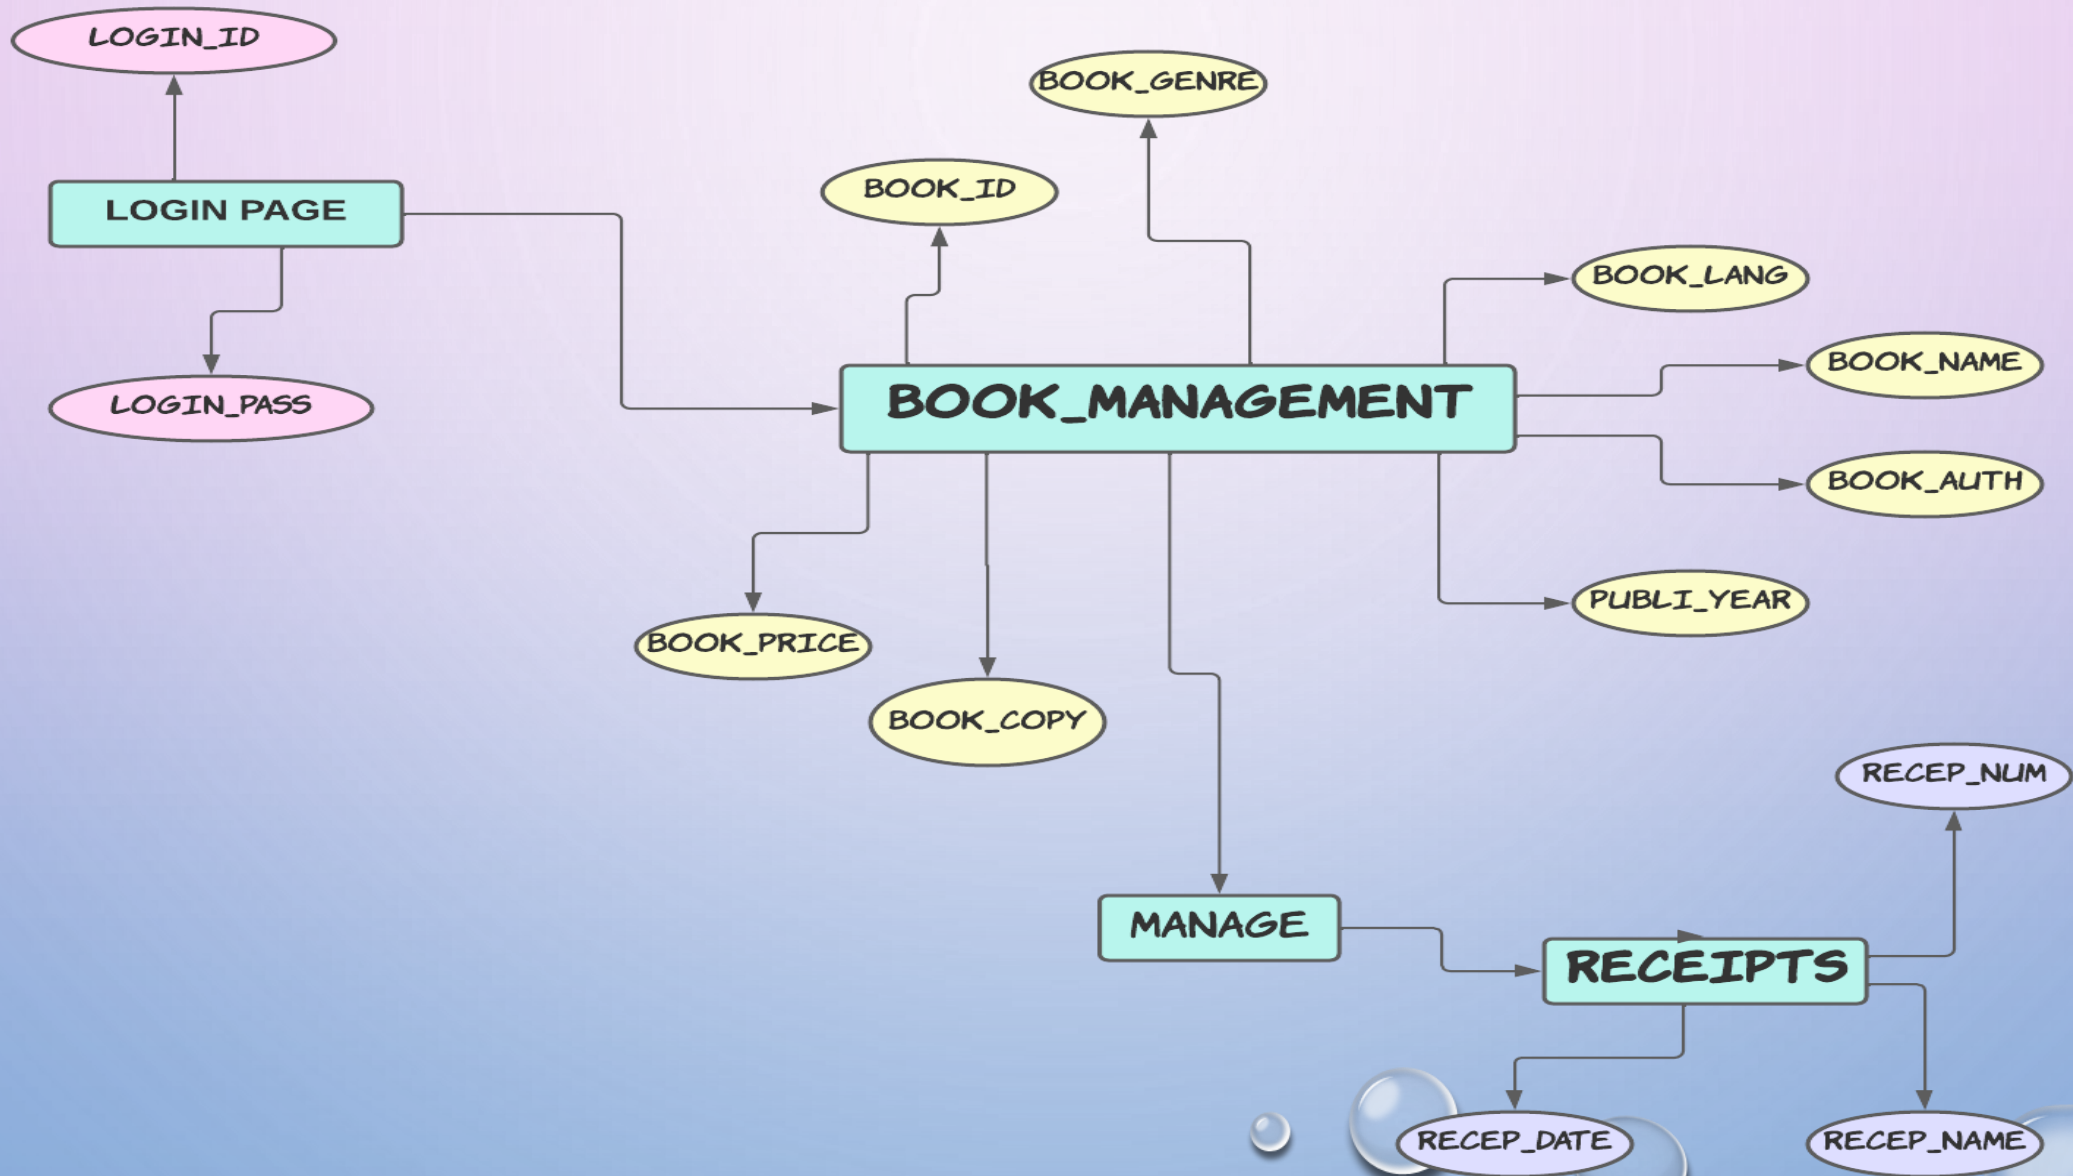 LOGIN_ID
BOOK_GENRE
BOOK_ID
LOGIN PAGE
BOOK_LANG
BOOK_NAME
BOOK_MANAGEMENT
LOGIN_PASS
BOOK_AUTH
PUBLI_YEAR
BOOK_PRICE
BOOK_COPY
RECEP_NUM
MANAGE
RECEIPTS
RECEP_DATE
RECEP_NAME